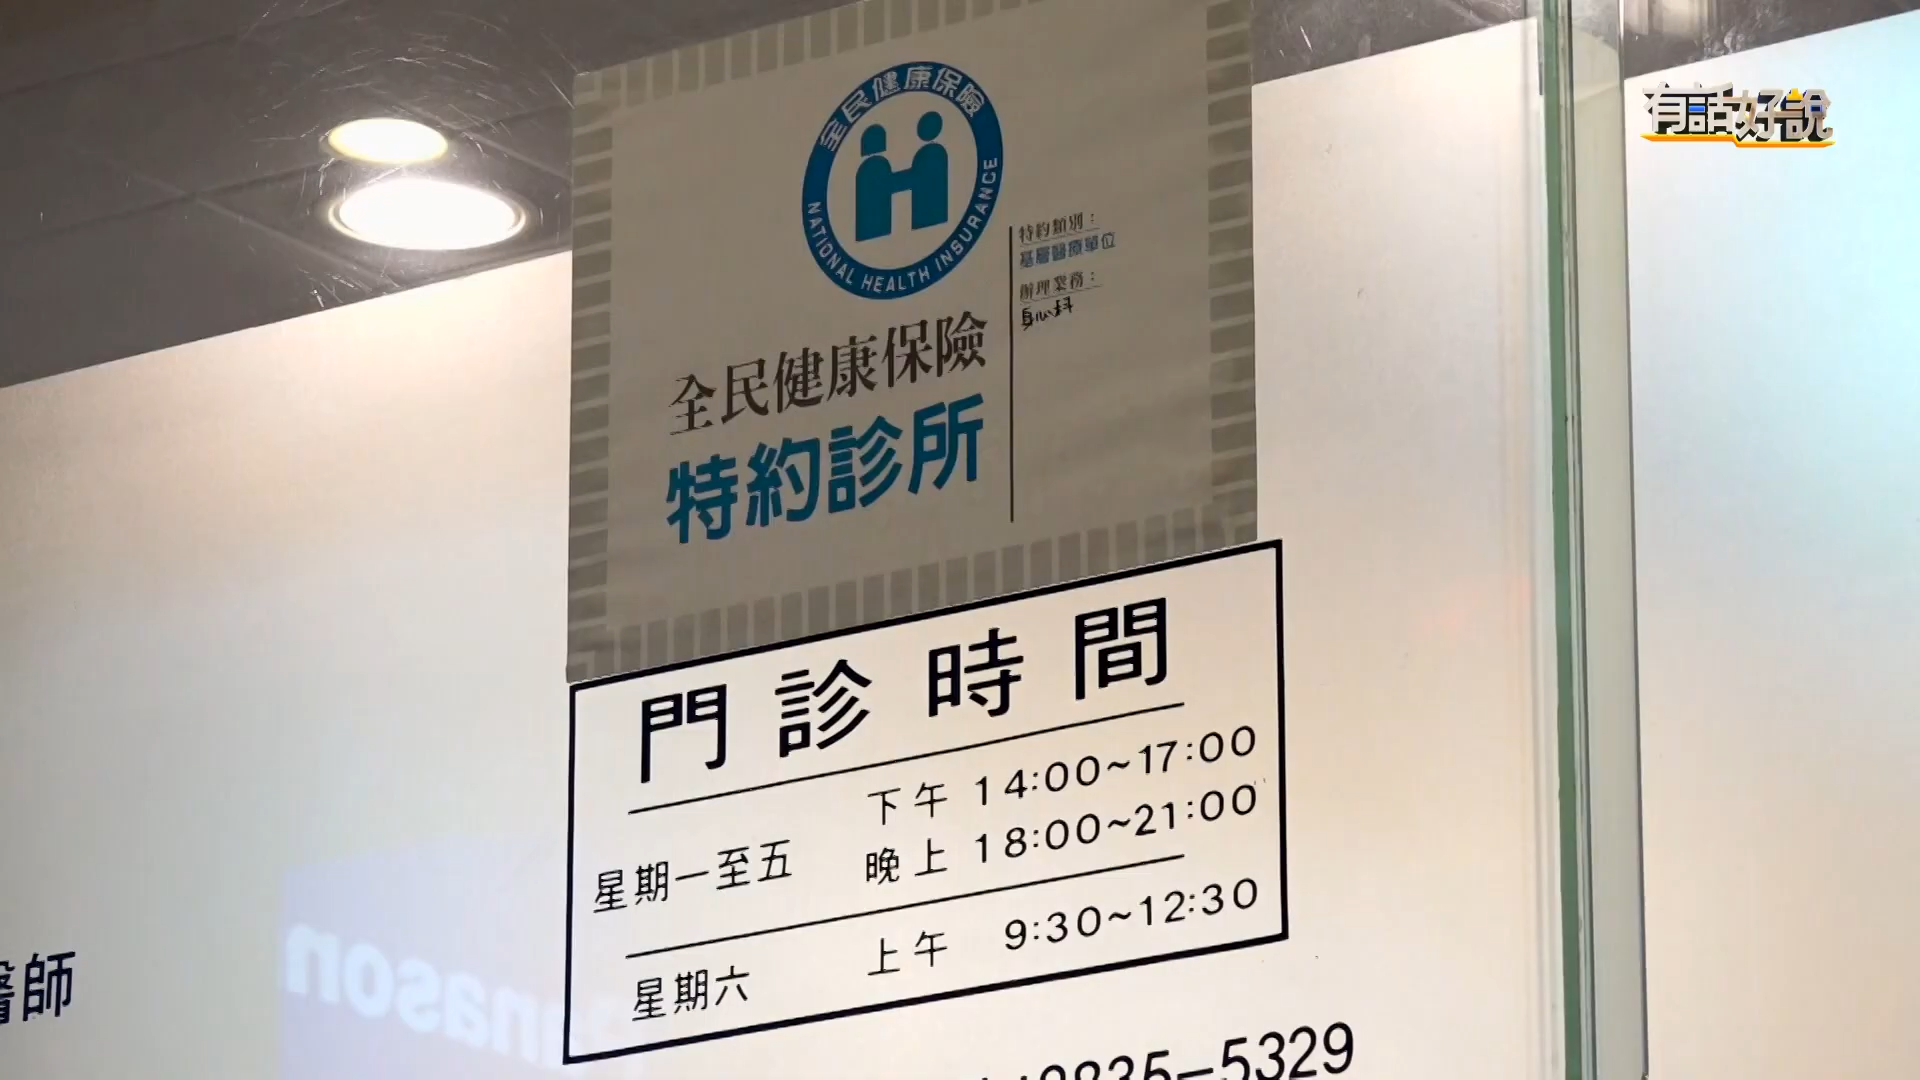 有話好說
全民健康保險
NATIONAL HEALTH INSURANCE
特約類別：
基層醫療單位
辦理業務：
身心科
全民健康保險
特約診所
門診時間
星期一至五 下午 14:00~17:00
晚上 18:00~21:00
星期六 上午 9:30~12:30
醫師
Panason
2835-5329